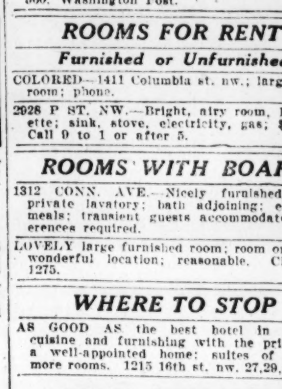 Washington Post.
ROOMS FOR RENT
Furnished or Unfurnishe
COLORED—1411 Columbia st. nw.; larg
room; phone.
2928 P ST. NW.—Bright, airy room,
ette; sink, stove, electricity, gas;
Call 9 to 1 or after 5.
ROOMS WITH BOA
1312 CONN. AVE.—Nicely furnished
private lavatory; bath adjoining; e
meals; transient guests accommodat
erences required.
LOVELY large furnished room; room o
wonderful location; reasonable. C
1275.
WHERE TO STOP
AS GOOD AS the best hotel in
cuisine and furnishing with the pri
a well-appointed home; suites of
more rooms. 1215 16th st. nw. 27,29,